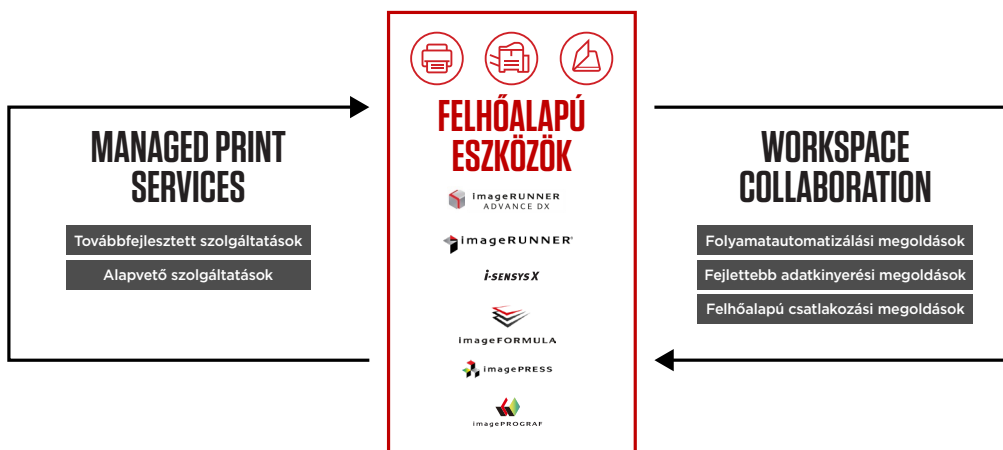 MANAGED PRINT
SERVICES
Továbbfejlesztett szolgáltatások
Alapvető szolgáltatások
FELHŐALAPÚ
ESZKÖZÖK
imageRUNNER
ADVANCE DX
imageRUNNER®
i-SENSYS X
imageFORMULA
imagePRESS
imagePROGRAF
WORKSPACE
COLLABORATION
Folyamatautomatizálási megoldások
Fejlettebb adatkinyerési megoldások
Felhőalapú csatlakozási megoldások